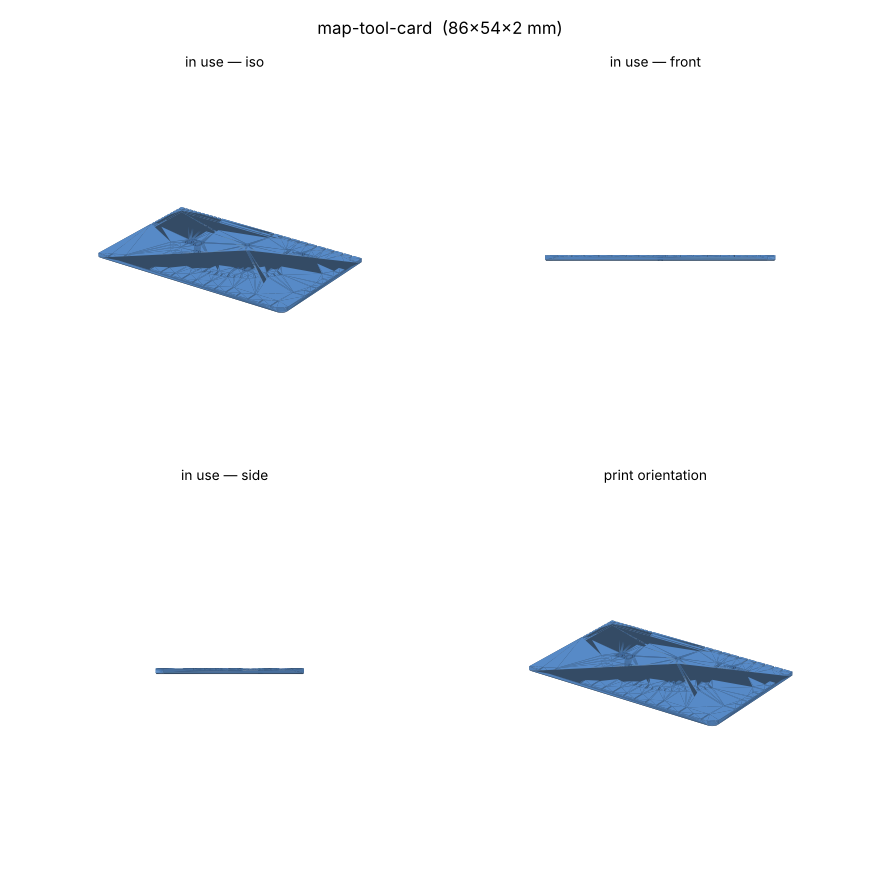 map-tool-card (86×54×2 mm)
in use — iso
in use — front
in use — side
print orientation